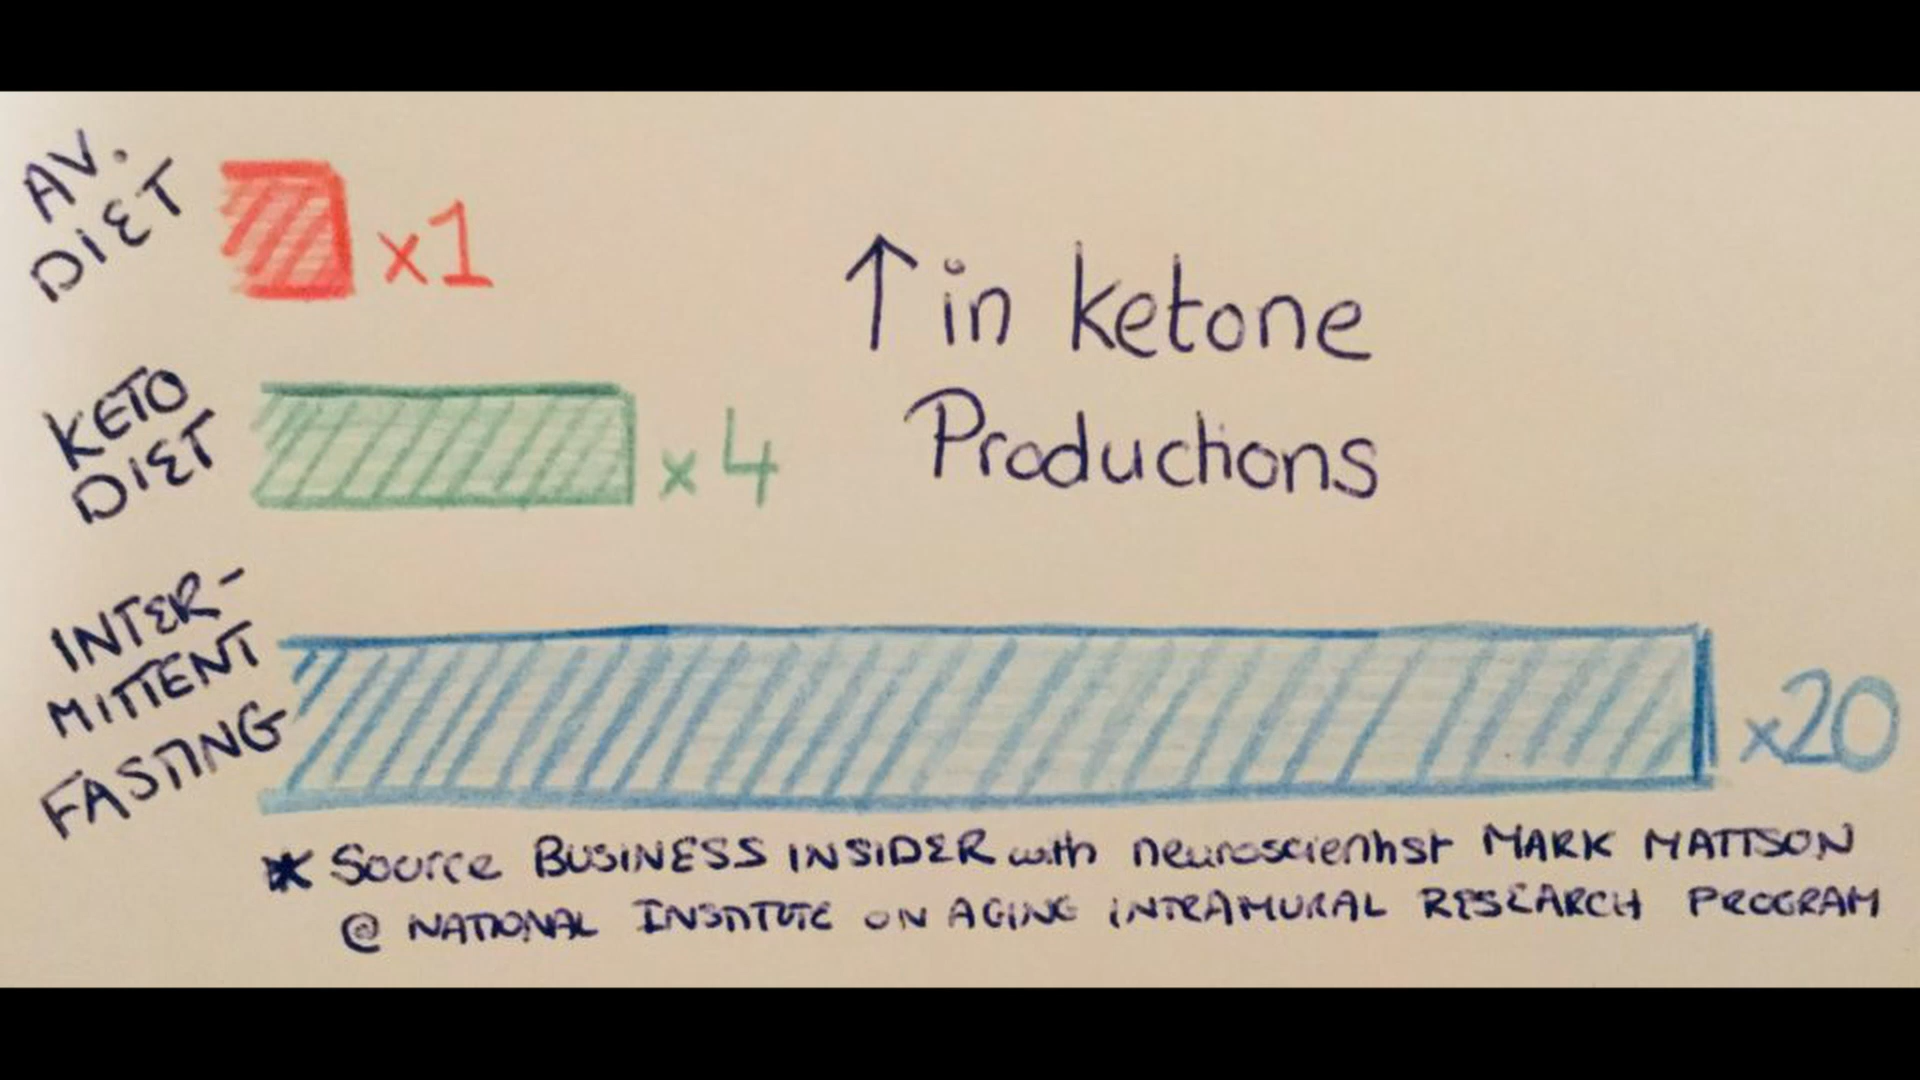 AV.
DIET
x1
↑ in ketone
Productions
KETO
DIET
x4
INTER-
MITTENT
FASTING
x20
* Source BUSINESS INSIDER with neuroscientist MARK MATTSON
@ NATIONAL INSTITUTE ON AGING INTRAMURAL RESEARCH PROGRAM